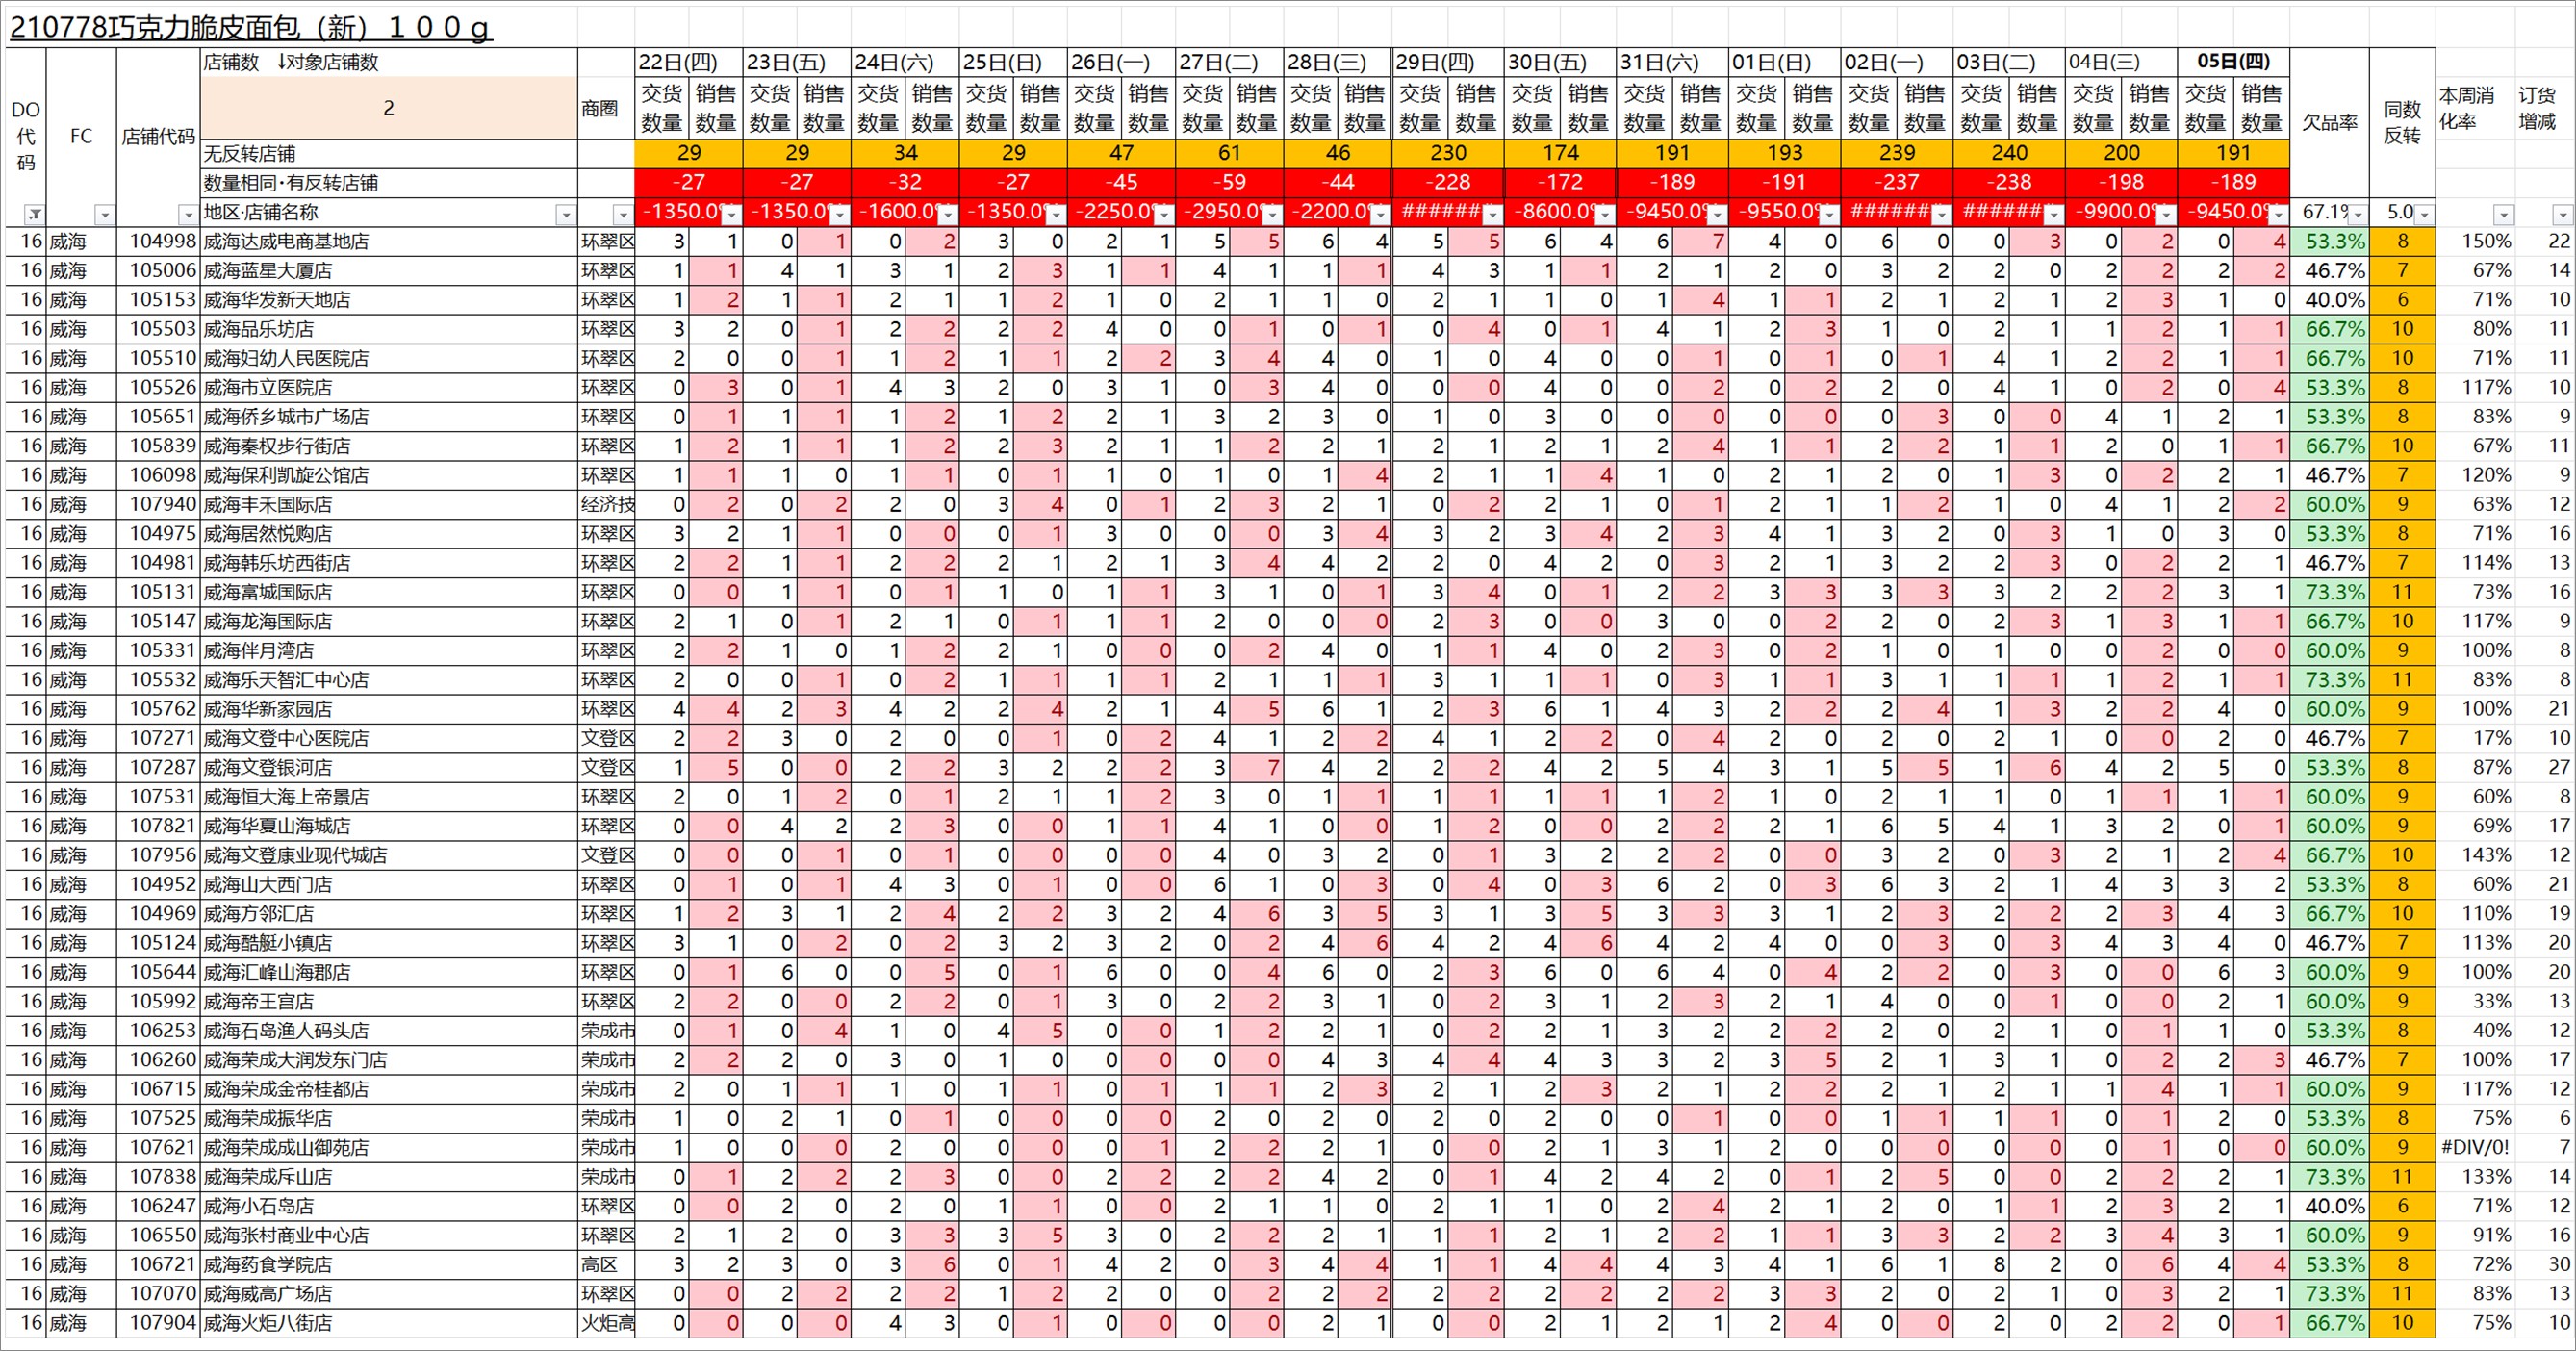 210778巧克力脆皮面包（新）１００ｇ
DO代码 FC 店铺代码 店铺数 ↓对象店铺数 商圈 22日(四) 23日(五) 24日(六) 25日(日) 26日(一) 27日(二) 28日(三) 29日(四) 30日(五) 31日(六) 01日(日) 02日(一) 03日(二) 04日(三) 05日(四) 欠品率 同数反转 本周消化率 订货增减
2 交货数量 销售数量 交货数量 销售数量 交货数量 销售数量 交货数量 销售数量 交货数量 销售数量 交货数量 销售数量 交货数量 销售数量 交货数量 销售数量 交货数量 销售数量 交货数量 销售数量 交货数量 销售数量 交货数量 销售数量 交货数量 销售数量 交货数量 销售数量 交货数量 销售数量
无反转店铺 29 29 34 29 47 61 46 230 174 191 193 239 240 200 191
数量相同·有反转店铺 -27 -27 -32 -27 -45 -59 -44 -228 -172 -189 -191 -237 -238 -198 -189
地区·店铺名称 -1350.0% -1350.0% -1600.0% -1350.0% -2250.0% -2950.0% -2200.0% ###### -8600.0% -9450.0% -9550.0% ###### ###### -9900.0% -9450.0% 67.1% 5.0
16 威海 104998 威海达威电商基地店 环翠区 3 1 0 1 0 2 3 0 2 1 5 5 6 4 5 5 6 4 6 7 4 0 6 0 0 3 0 2 0 4 53.3% 8 150% 22
16 威海 105006 威海蓝星大厦店 环翠区 1 1 4 1 3 1 2 3 1 1 4 1 1 1 4 3 1 1 2 1 2 0 3 2 2 0 2 2 2 2 46.7% 7 67% 14
16 威海 105153 威海华发新天地店 环翠区 1 2 1 1 2 1 1 2 1 0 2 1 1 0 2 1 1 0 1 4 1 1 2 1 2 1 2 3 1 0 40.0% 6 71% 10
16 威海 105503 威海品乐坊店 环翠区 3 2 0 1 2 2 2 2 4 0 0 1 0 1 0 4 0 1 4 1 2 3 1 0 2 1 1 2 1 1 66.7% 10 80% 11
16 威海 105510 威海妇幼人民医院店 环翠区 2 0 0 1 1 2 1 1 2 2 3 4 4 0 1 0 4 0 0 1 0 1 0 1 4 1 2 2 1 1 66.7% 10 71% 11
16 威海 105526 威海市立医院店 环翠区 0 3 0 1 4 3 2 0 3 1 0 3 4 0 0 0 4 0 0 2 0 2 2 0 4 1 0 2 0 4 53.3% 8 117% 10
16 威海 105651 威海侨乡城市广场店 环翠区 0 1 1 1 1 2 1 2 2 1 3 2 3 0 1 0 3 0 0 0 0 0 0 3 0 0 4 1 2 1 53.3% 8 83% 9
16 威海 105839 威海秦权步行街店 环翠区 1 2 1 1 1 2 2 3 2 1 1 2 2 1 2 1 2 1 2 4 1 1 2 2 1 1 2 0 1 1 66.7% 10 67% 11
16 威海 106098 威海保利凯旋公馆店 环翠区 1 1 1 0 1 1 0 1 1 0 1 0 1 4 2 1 1 4 1 0 2 1 2 0 1 3 0 2 2 1 46.7% 7 120% 9
16 威海 107940 威海丰禾国际店 经济技 0 2 0 2 2 0 3 4 0 1 2 3 2 1 0 2 2 1 0 1 2 1 1 2 1 0 4 1 2 2 60.0% 9 63% 12
16 威海 104975 威海居然悦购店 环翠区 3 2 1 1 0 0 0 1 3 0 0 0 3 4 3 2 3 4 2 3 4 1 3 2 0 3 1 0 3 0 53.3% 8 71% 16
16 威海 104981 威海韩乐坊西街店 环翠区 2 2 1 1 2 2 2 1 2 1 3 4 4 2 2 0 4 2 0 3 2 1 3 2 2 3 0 2 2 1 46.7% 7 114% 13
16 威海 105131 威海富城国际店 环翠区 0 0 1 1 0 1 1 0 1 1 3 1 0 1 3 4 0 1 2 2 3 3 3 3 3 2 2 2 3 1 73.3% 11 73% 16
16 威海 105147 威海龙海国际店 环翠区 2 1 0 1 2 1 0 1 1 1 2 0 0 0 2 3 0 0 3 0 0 2 2 0 2 3 1 3 1 1 66.7% 10 117% 9
16 威海 105331 威海伴月湾店 环翠区 2 2 1 0 1 2 2 1 0 0 0 2 4 0 1 1 4 0 2 3 0 2 1 0 1 0 0 2 0 0 60.0% 9 100% 8
16 威海 105532 威海乐天智汇中心店 环翠区 2 0 0 1 0 2 1 1 1 1 2 1 1 1 3 1 1 1 0 3 1 1 3 1 1 1 1 2 1 1 73.3% 11 83% 8
16 威海 105762 威海华新家园店 环翠区 4 4 2 3 4 2 2 4 2 1 4 5 6 1 2 3 6 1 4 3 2 2 2 4 1 3 2 2 4 0 60.0% 9 100% 21
16 威海 107271 威海文登中心医院店 文登区 2 2 3 0 2 0 0 1 0 2 4 1 2 2 4 1 2 2 0 4 2 0 2 0 2 1 0 0 2 0 46.7% 7 17% 10
16 威海 107287 威海文登银河店 文登区 1 5 0 0 2 2 3 2 2 2 3 7 4 2 2 2 4 2 5 4 3 1 5 5 1 6 4 2 5 0 53.3% 8 87% 27
16 威海 107531 威海恒大海上帝景店 环翠区 2 0 1 2 0 1 2 1 1 2 3 0 1 1 1 1 1 1 1 2 1 0 2 1 1 0 1 1 1 1 60.0% 9 60% 8
16 威海 107821 威海华夏山海城店 环翠区 0 0 4 2 2 3 0 0 1 1 4 1 0 0 1 2 0 0 2 2 2 1 6 5 4 1 3 2 0 1 60.0% 9 69% 17
16 威海 107956 威海文登康业现代城店 文登区 0 0 0 1 0 1 0 0 0 0 4 0 3 2 0 1 3 2 2 2 0 0 3 2 0 3 2 1 2 4 66.7% 10 143% 12
16 威海 104952 威海山大西门店 环翠区 0 1 0 1 4 3 0 1 0 0 6 1 0 3 0 4 0 3 6 2 0 3 6 3 2 1 4 3 3 2 53.3% 8 60% 21
16 威海 104969 威海方邻汇店 环翠区 1 2 3 1 2 4 2 2 3 2 4 6 3 5 3 1 3 5 3 3 3 1 2 3 2 2 2 3 4 3 66.7% 10 110% 19
16 威海 105124 威海酷艇小镇店 环翠区 3 1 0 2 0 2 3 2 3 2 0 2 4 6 4 2 4 6 4 2 4 0 0 3 0 3 4 3 4 0 46.7% 7 113% 20
16 威海 105644 威海汇峰山海郡店 环翠区 0 1 6 0 0 5 0 1 6 0 0 4 6 0 2 3 6 0 6 4 0 4 2 2 0 3 0 0 6 3 60.0% 9 100% 20
16 威海 105992 威海帝王宫店 环翠区 2 2 0 0 2 2 0 1 3 0 2 2 3 1 0 2 3 1 2 3 2 1 4 0 0 1 0 0 2 1 60.0% 9 33% 13
16 威海 106253 威海石岛渔人码头店 荣成市 0 1 0 4 1 0 4 5 0 0 1 2 2 1 0 2 2 1 3 2 2 2 2 0 2 1 0 1 1 0 53.3% 8 40% 12
16 威海 106260 威海荣成大润发东门店 荣成市 2 2 2 0 3 0 1 0 0 0 0 0 4 3 4 4 4 3 3 2 3 5 2 1 3 1 0 2 2 3 46.7% 7 100% 17
16 威海 106715 威海荣成金帝桂都店 荣成市 2 0 1 1 1 0 1 1 0 1 1 1 2 3 2 1 2 3 2 1 2 2 2 1 2 1 1 4 1 1 60.0% 9 117% 12
16 威海 107525 威海荣成振华店 荣成市 1 0 2 1 0 1 0 0 0 0 2 0 2 0 2 0 2 0 0 1 0 0 1 1 1 1 0 1 2 0 53.3% 8 75% 6
16 威海 107621 威海荣成成山御苑店 荣成市 1 0 0 0 2 0 0 0 0 1 2 2 2 1 0 0 2 1 3 1 2 0 0 0 0 0 0 1 0 0 60.0% 9 #DIV/0! 7
16 威海 107838 威海荣成斥山店 荣成市 0 1 2 2 2 3 0 0 2 2 2 2 4 2 0 1 4 2 4 2 0 1 2 5 0 0 2 2 2 1 73.3% 11 133% 14
16 威海 106247 威海小石岛店 环翠区 0 0 2 0 2 0 1 1 0 0 2 1 1 0 2 1 1 0 2 4 2 1 2 0 1 1 2 3 2 1 40.0% 6 71% 12
16 威海 106550 威海张村商业中心店 环翠区 2 1 2 0 3 3 3 5 3 0 2 2 2 1 1 1 2 1 2 2 1 1 3 3 2 2 3 4 3 1 60.0% 9 91% 16
16 威海 106721 威海药食学院店 高区 3 2 3 0 3 6 0 1 4 2 0 3 4 4 1 1 4 4 4 3 4 1 6 1 8 2 0 6 4 4 53.3% 8 72% 30
16 威海 107070 威海威高广场店 环翠区 0 0 2 2 2 2 1 2 2 0 0 2 2 2 2 2 2 2 2 2 3 3 2 0 2 1 0 3 2 1 73.3% 11 83% 13
16 威海 107904 威海火炬八街店 火炬高 0 0 0 0 4 3 0 1 0 0 0 0 2 1 0 0 2 1 2 1 2 4 0 0 2 0 2 2 0 1 66.7% 10 75% 10